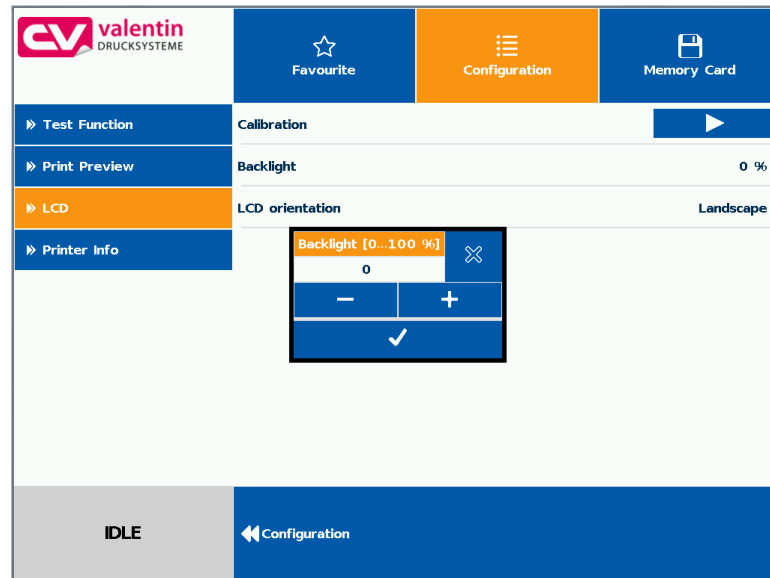 valentin
DRUCKSYSTEME
Favourite
Configuration
Memory Card
Test Function
Calibration
Print Preview
Backlight
0 %
LCD
LCD orientation
Landscape
Printer Info
Backlight [0...100 %]
0
Configuration
IDLE